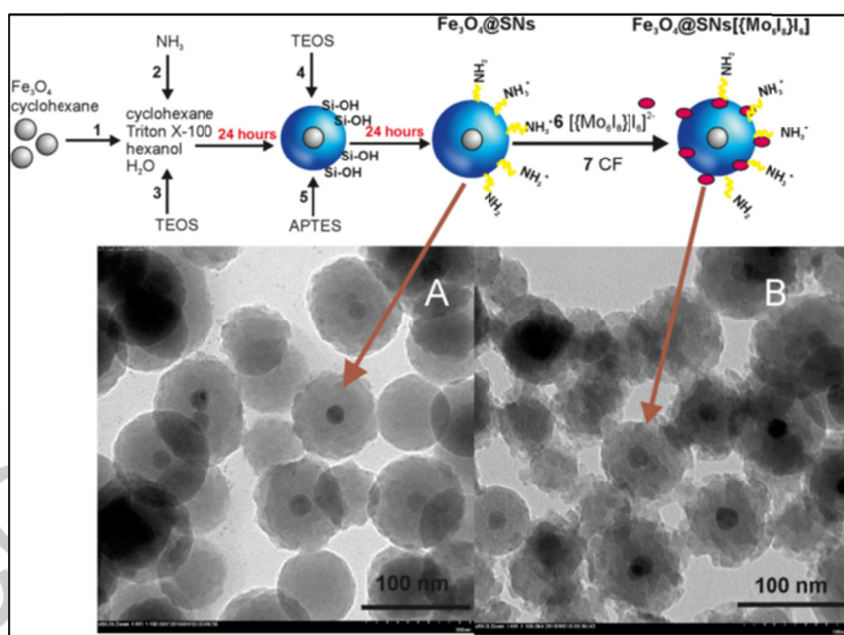 Fe₃O₄@SNs
Fe₃O₄@SNs[{Mo₆I₈}I₆]
NH₃
2
TEOS
4
Fe₃O₄
cyclohexane
1
cyclohexane
Triton X-100
hexanol
H₂O
24 hours
Si-OH
Si-OH
Si-OH
Si-OH
24 hours
NH₂
NH₃⁺
NH₃⁺
NH₃⁺
NH₂
6 [{Mo₆I₈}I₆]²⁻
7 CF
NH₂
NH₃⁺
NH₃⁺
NH₃⁺
NH₂
3
TEOS
5
APTES
A
B
100 nm
100 nm